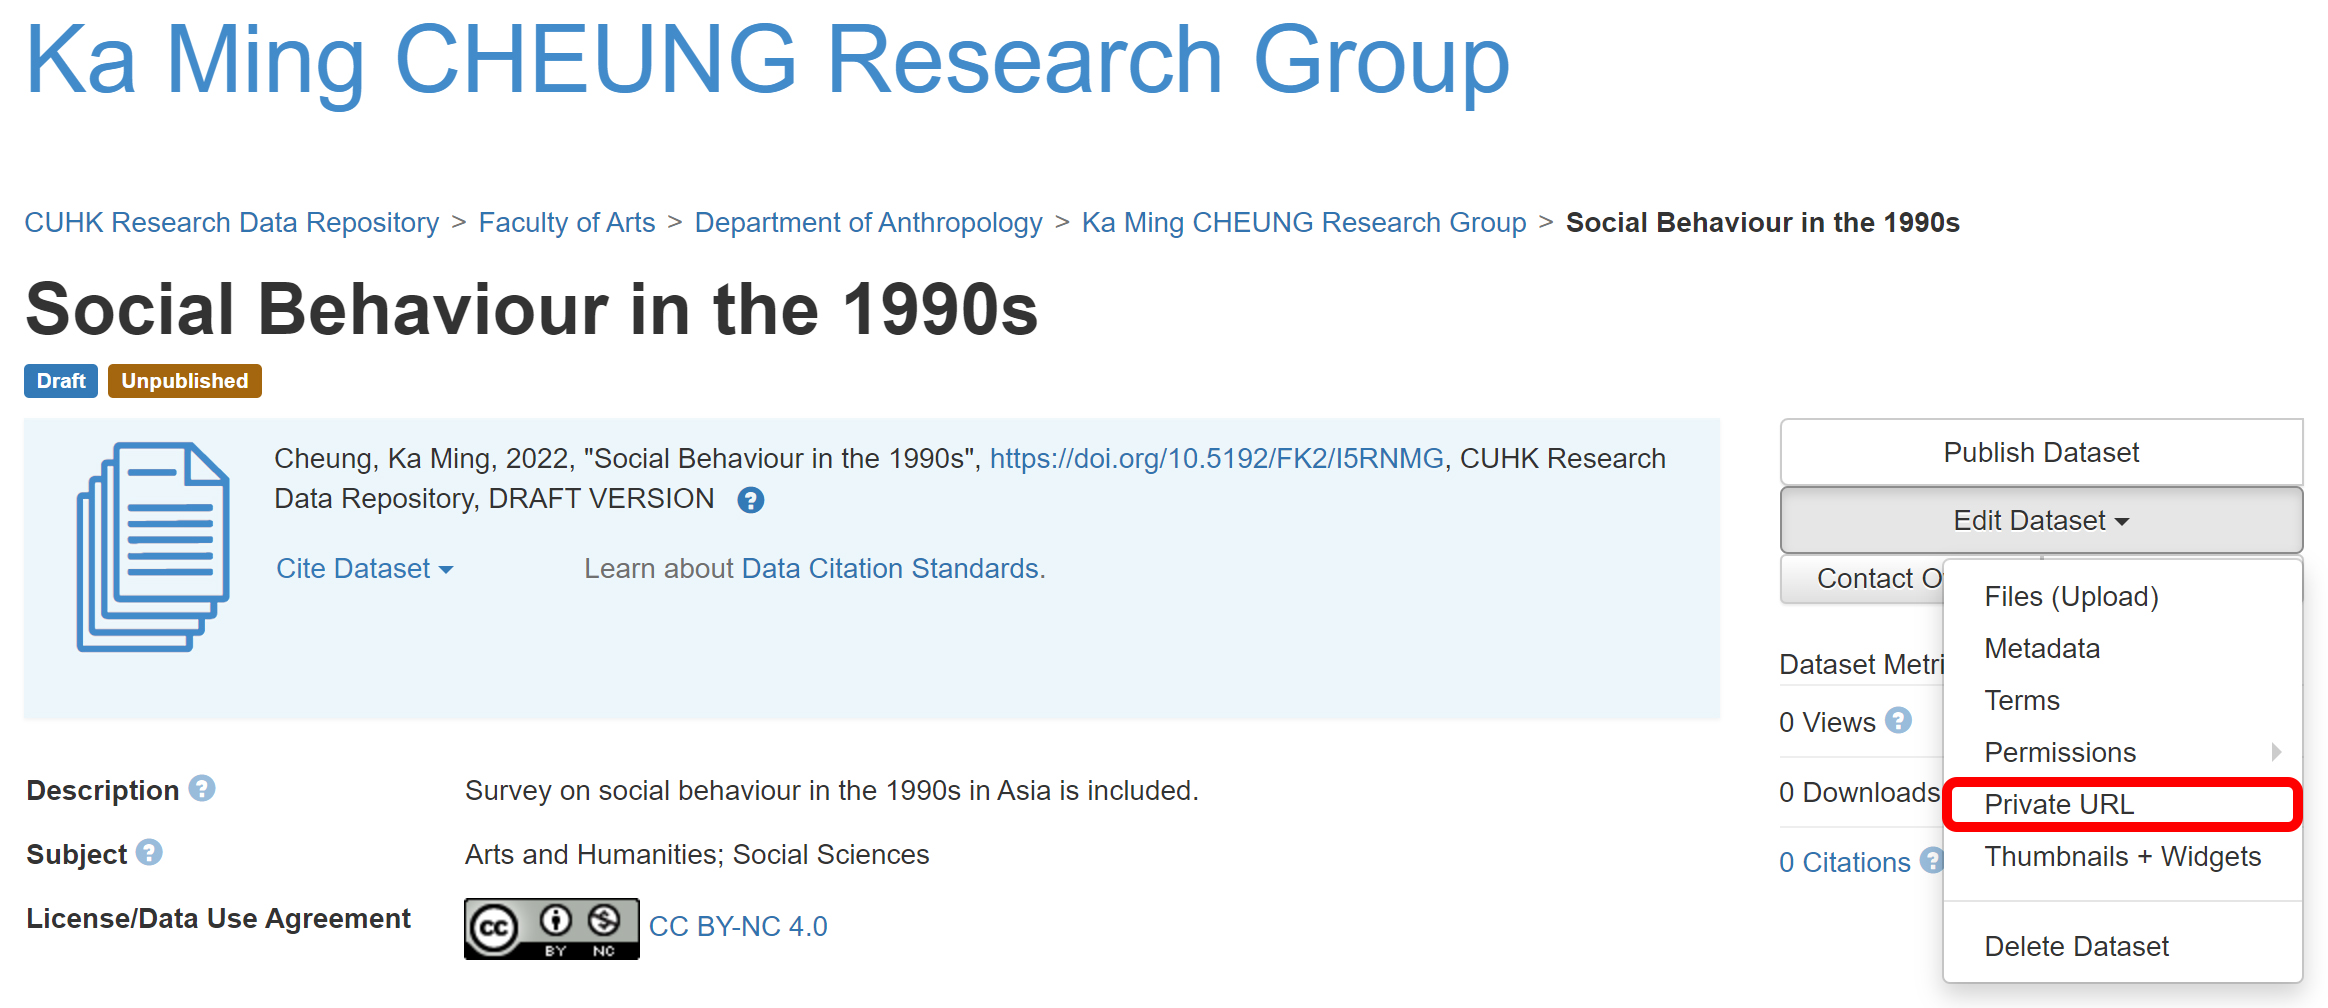 Ka Ming CHEUNG Research Group
CUHK Research Data Repository > Faculty of Arts > Department of Anthropology > Ka Ming CHEUNG Research Group > Social Behaviour in the 1990s
Social Behaviour in the 1990s
Draft Unpublished
Cheung, Ka Ming, 2022, "Social Behaviour in the 1990s", https://doi.org/10.5192/FK2/I5RNMG, CUHK Research
Data Repository, DRAFT VERSION ?
Cite Dataset
Learn about Data Citation Standards.
Publish Dataset
Edit Dataset
Contact O
Files (Upload)
Metadata
Terms
Permissions
Private URL
Thumbnails + Widgets
Delete Dataset
Dataset Metri
0 Views ?
0 Downloads
0 Citations ?
Description ? Survey on social behaviour in the 1990s in Asia is included.
Subject ? Arts and Humanities; Social Sciences
License/Data Use Agreement cc BY NC CC BY-NC 4.0